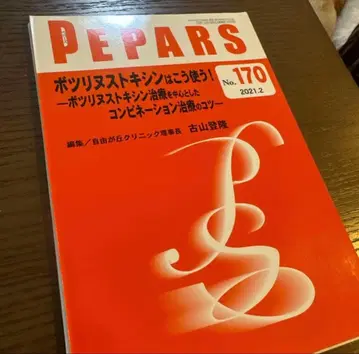 PEPARS
No. 170
2021.2
ボツリヌストキシンはこう使う!
―ボツリヌストキシン治療を中心とした
コンビネーション治療のコツ―
編集/自由が丘クリニック理事長 古山登隆